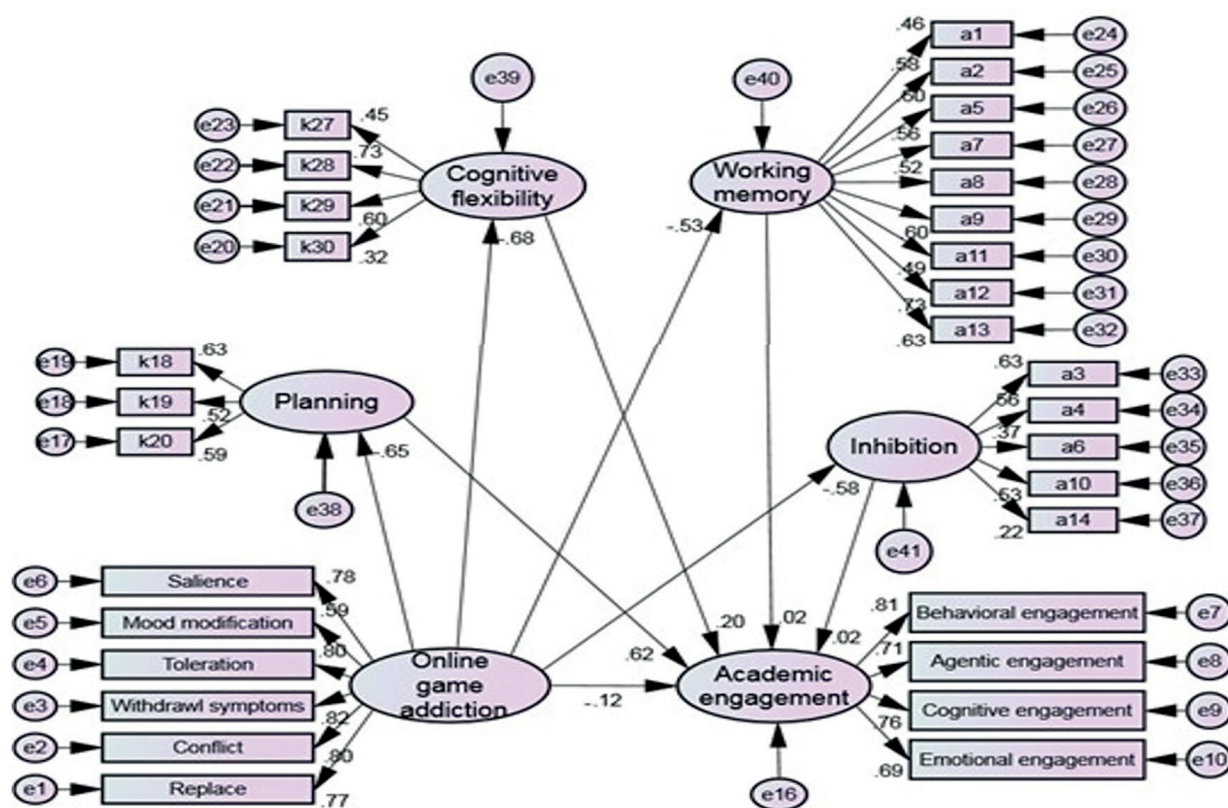 e39
e40
e23
k27
.45
e22
k28
.73
e21
k29
.60
e20
k30
.32
Cognitive
flexibility
Working
memory
.46
a1
e24
.58
a2
e25
.60
a5
e26
.56
a7
e27
.52
a8
e28
a9
e29
.60
a11
e30
.49
a12
e31
.73
a13
e32
.63
-.68
-.53
e19
k18
.63
e18
k19
.52
e17
k20
.59
Planning
-.65
e38
Inhibition
-.58
e41
.63
a3
e33
.56
a4
e34
.37
a6
e35
a10
e36
.53
a14
e37
.22
e6
Salience
.78
e5
Mood modification
.59
e4
Toleration
.80
e3
Withdrawl symptoms
.82
e2
Conflict
.80
e1
Replace
.77
Online
game
addiction
-.12
.62
.20
.02
.02
Academic
engagement
e16
.81
Behavioral engagement
e7
.71
Agentic engagement
e8
Cognitive engagement
e9
.76
Emotional engagement
e10
.69